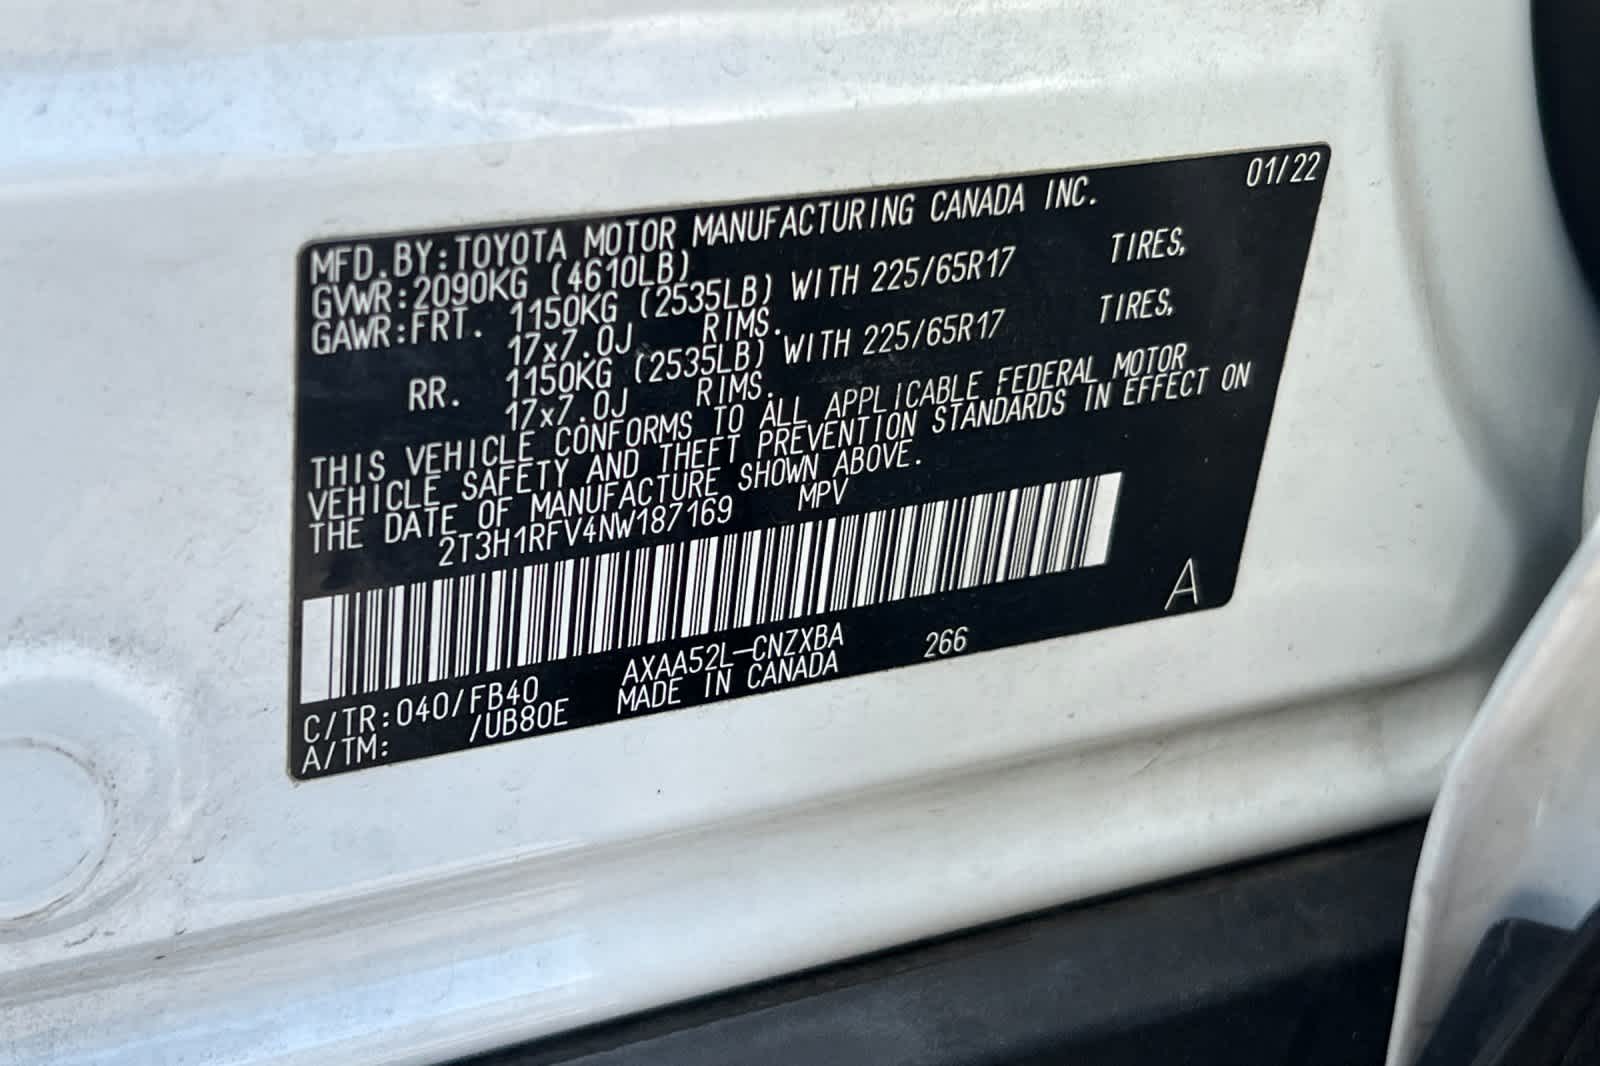 01/22
MFD.BY:TOYOTA MOTOR MANUFACTURING CANADA INC.
GVWR:2090KG (4610LB)
GAWR:FRT. 1150KG (2535LB) WITH 225/65R17 TIRES,
17x7.0J RIMS.
RR. 1150KG (2535LB) WITH 225/65R17 TIRES,
17x7.0J RIMS.
THIS VEHICLE CONFORMS TO ALL APPLICABLE FEDERAL MOTOR
VEHICLE SAFETY AND THEFT PREVENTION STANDARDS IN EFFECT ON
THE DATE OF MANUFACTURE SHOWN ABOVE.
2T3H1RFV4NW187169 MPV
A
C/TR:040/FB40 AXAA52L-CNZXBA 266
A/TM: /UB80E MADE IN CANADA